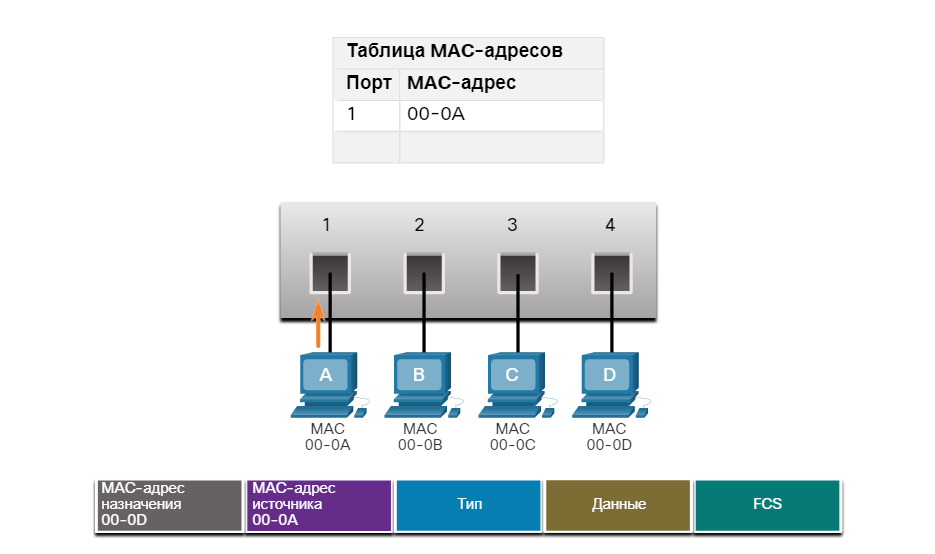 Таблица MAC-адресов
Порт MAC-адрес
1 00-0A
1 2 3 4
A B C D
MAC MAC MAC MAC
00-0A 00-0B 00-0C 00-0D
MAC-адрес
назначения
00-0D
MAC-адрес
источника
00-0A
Тип
Данные
FCS